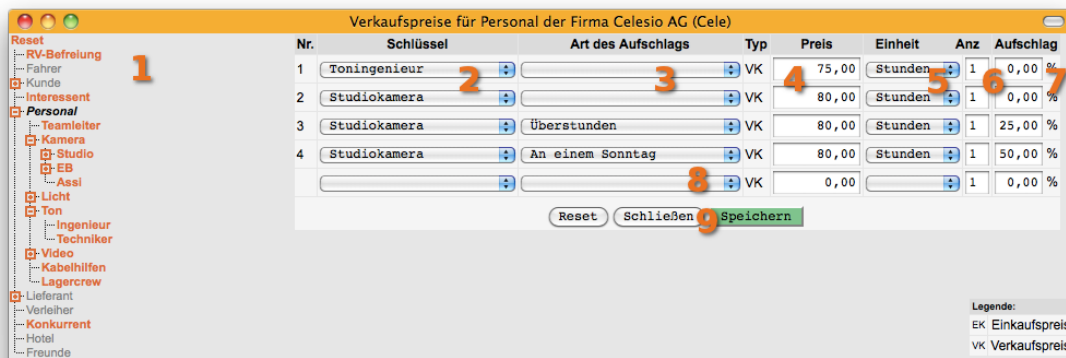 Verkaufspreise für Personal der Firma Celesio AG (Cele)
Reset
RV-Befreiung
Fahrer
Kunde
Interessent
Personal
Teamleiter
Kamera
Studio
EB
Assi
Licht
Ton
Ingenieur
Techniker
Video
Kabelhilfen
Lagercrew
Lieferant
Verleiher
Konkurrent
Hotel
Freunde
1
Nr. Schlüssel Art des Aufschlags Typ Preis Einheit Anz Aufschlag
1 Toningenieur 2 3 VK 4 75,00 Stunden 5 1 6 0,00 7 %
2 Studiokamera VK 80,00 Stunden 1 0,00 %
3 Studiokamera Überstunden VK 80,00 Stunden 1 25,00 %
4 Studiokamera An einem Sonntag VK 80,00 Stunden 1 50,00 %
8 VK 0,00 1 0,00 %
Reset Schließen 9 Speichern
Legende:
EK Einkaufspreis
VK Verkaufspreis